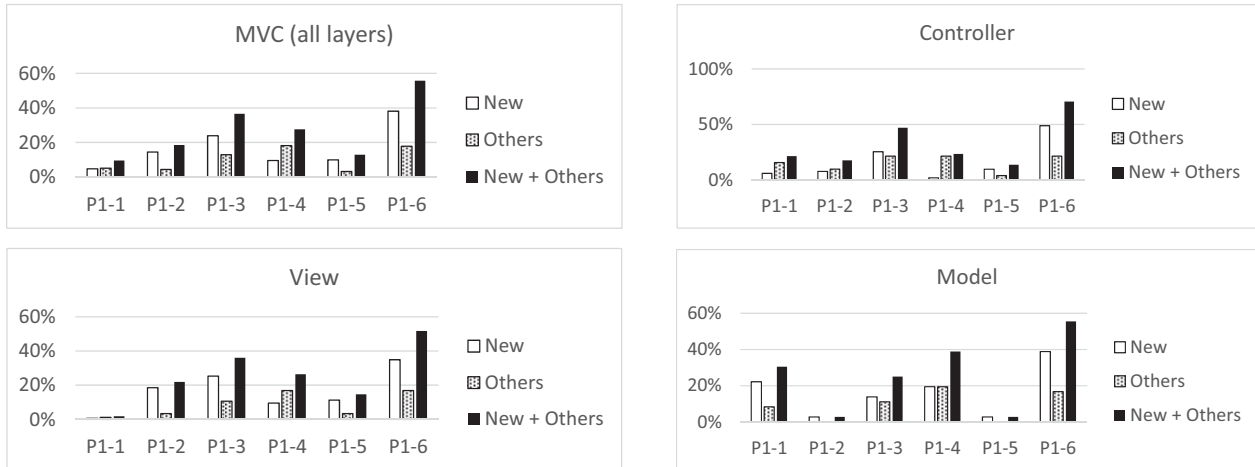 MVC (all layers)
60%
40%
20%
0%
P1-1 P1-2 P1-3 P1-4 P1-5 P1-6
New
Others
New + Others
Controller
100%
50%
0%
P1-1 P1-2 P1-3 P1-4 P1-5 P1-6
New
Others
New + Others
View
60%
40%
20%
0%
P1-1 P1-2 P1-3 P1-4 P1-5 P1-6
New
Others
New + Others
Model
60%
40%
20%
0%
P1-1 P1-2 P1-3 P1-4 P1-5 P1-6
New
Others
New + Others